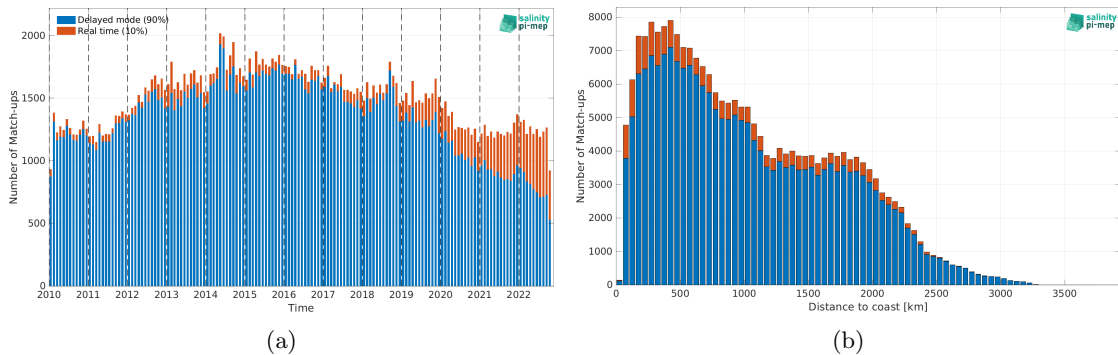 Delayed mode (90%)
Real time (10%)
salinity
pi-mep
Number of Match-ups
2000
1500
1000
500
0
2010 2011 2012 2013 2014 2015 2016 2017 2018 2019 2020 2021 2022
Time
(a)
salinity
pi-mep
Number of Match-ups
8000
7000
6000
5000
4000
3000
2000
1000
0
0 500 1000 1500 2000 2500 3000 3500
Distance to coast [km]
(b)